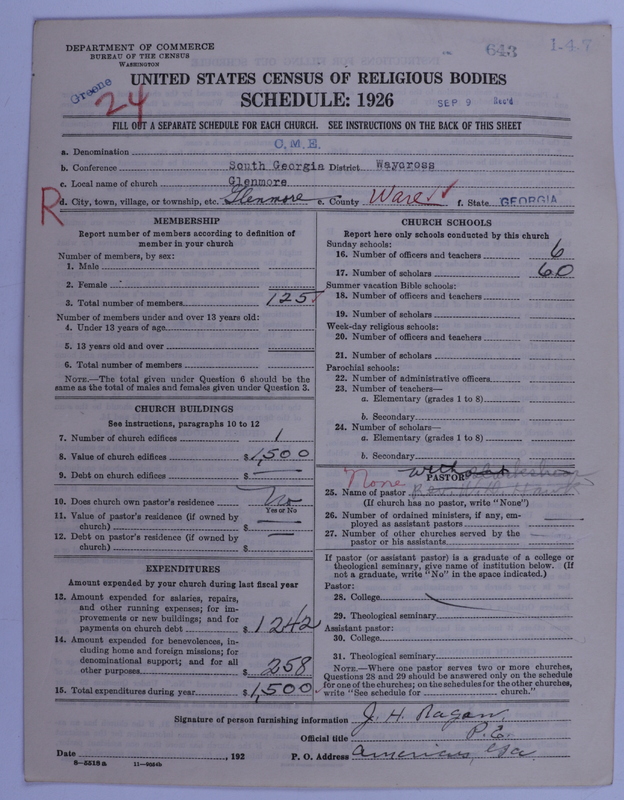 DEPARTMENT OF COMMERCE
BUREAU OF THE CENSUS
WASHINGTON
643
1-4.7
Greene
24
UNITED STATES CENSUS OF RELIGIOUS BODIES
SCHEDULE: 1926
SEP 9 Rec'd
FILL OUT A SEPARATE SCHEDULE FOR EACH CHURCH. SEE INSTRUCTIONS ON THE BACK OF THIS SHEET
a. Denomination C.M.E.
b. Conference South Georgia District Waycross
c. Local name of church Glenmore
R
d. City, town, village, or township, etc. Glenmore e. County Ware f. State GEORGIA
MEMBERSHIP
Report number of members according to definition of
member in your church
Number of members, by sex:
1. Male
2. Female
3. Total number of members 125
Number of members under and over 13 years old:
4. Under 13 years of age
5. 13 years old and over
6. Total number of members
NOTE.—The total given under Question 6 should be the
same as the total of males and females given under Question 3.
CHURCH BUILDINGS
See instructions, paragraphs 10 to 12
7. Number of church edifices 1
8. Value of church edifices $1,500
9. Debt on church edifices $
10. Does church own pastor's residence No
Yes or No
11. Value of pastor's residence (if owned by
church) $
12. Debt on pastor's residence (if owned by
church) $
EXPENDITURES
Amount expended by your church during last fiscal year
13. Amount expended for salaries, repairs,
and other running expenses; for im-
provements or new buildings; and for
payments on church debt $1242
14. Amount expended for benevolences, in-
cluding home and foreign missions; for
denominational support; and for all
other purposes $258
15. Total expenditures during year $1,500
CHURCH SCHOOLS
Report here only schools conducted by this church
Sunday schools:
16. Number of officers and teachers 6
17. Number of scholars 60
Summer vacation Bible schools:
18. Number of officers and teachers
19. Number of scholars
Week-day religious schools:
20. Number of officers and teachers
21. Number of scholars
Parochial schools:
22. Number of administrative officers
23. Number of teachers—
a. Elementary (grades 1 to 8)
b. Secondary
24. Number of scholars—
a. Elementary (grades 1 to 8)
b. Secondary
PASTOR
None
25. Name of pastor
(If church has no pastor, write "None")
26. Number of ordained ministers, if any, em-
ployed as assistant pastors
27. Number of other churches served by the
pastor or his assistants
If pastor (or assistant pastor) is a graduate of a college or
theological seminary, give name of institution below. (If
not a graduate, write "No" in the space indicated.)
Pastor:
28. College
29. Theological seminary
Assistant pastor:
30. College
31. Theological seminary
NOTE.—Where one pastor serves two or more churches,
Questions 28 and 29 should be answered only on the schedule
for one of the churches; on the schedules for the other churches,
write "See schedule for church."
Signature of person furnishing information J. H. Ragan
Official title P.E.
Date , 192 P. O. Address Americus, Ga
8—5518a 11—9054b